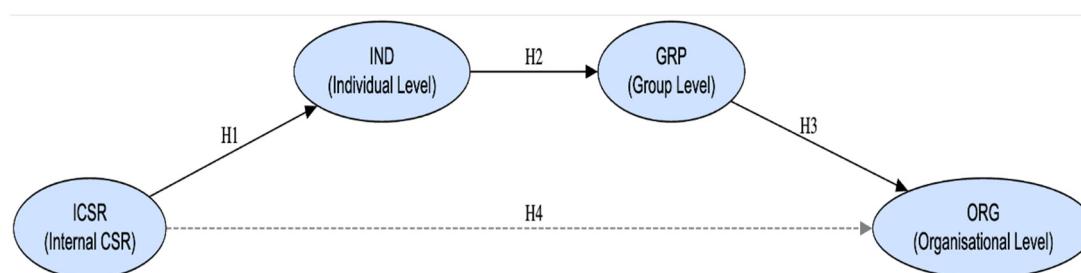 IND
(Individual Level)
H2
GRP
(Group Level)
H1
H3
ICSR
(Internal CSR)
H4
ORG
(Organisational Level)